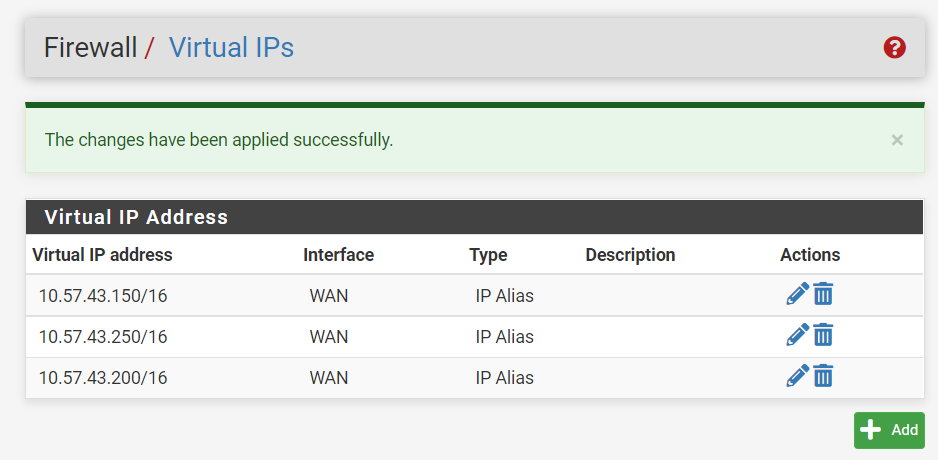 Firewall / Virtual IPs
The changes have been applied successfully. ×
Virtual IP Address
Virtual IP address Interface Type Description Actions
10.57.43.150/16 WAN IP Alias
10.57.43.250/16 WAN IP Alias
10.57.43.200/16 WAN IP Alias
Add